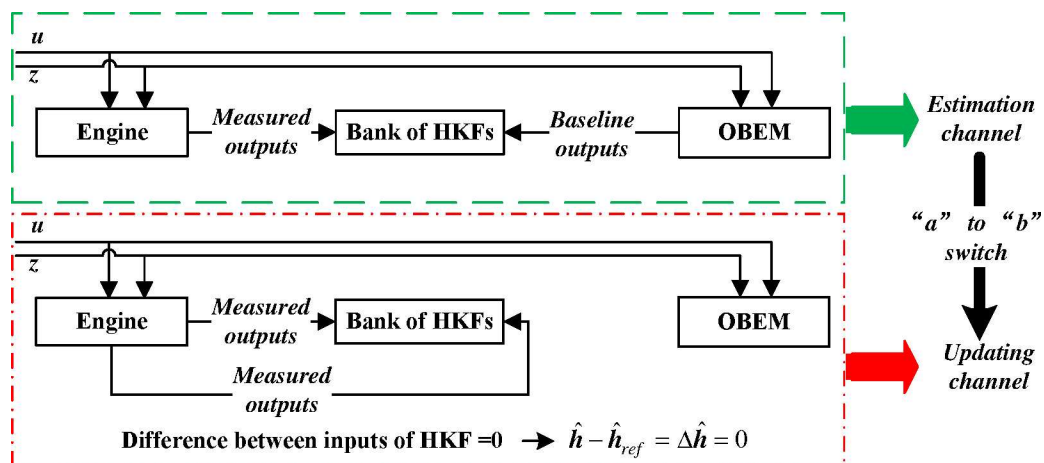 u
z
Engine
Measured
outputs
Bank of HKFs
Baseline
outputs
OBEM
Estimation
channel
“a” to “b”
switch
u
z
Engine
Measured
outputs
Bank of HKFs
OBEM
Measured
outputs
Updating
channel
Difference between inputs of HKF =0 → ĥ − ĥ_ref = Δĥ = 0